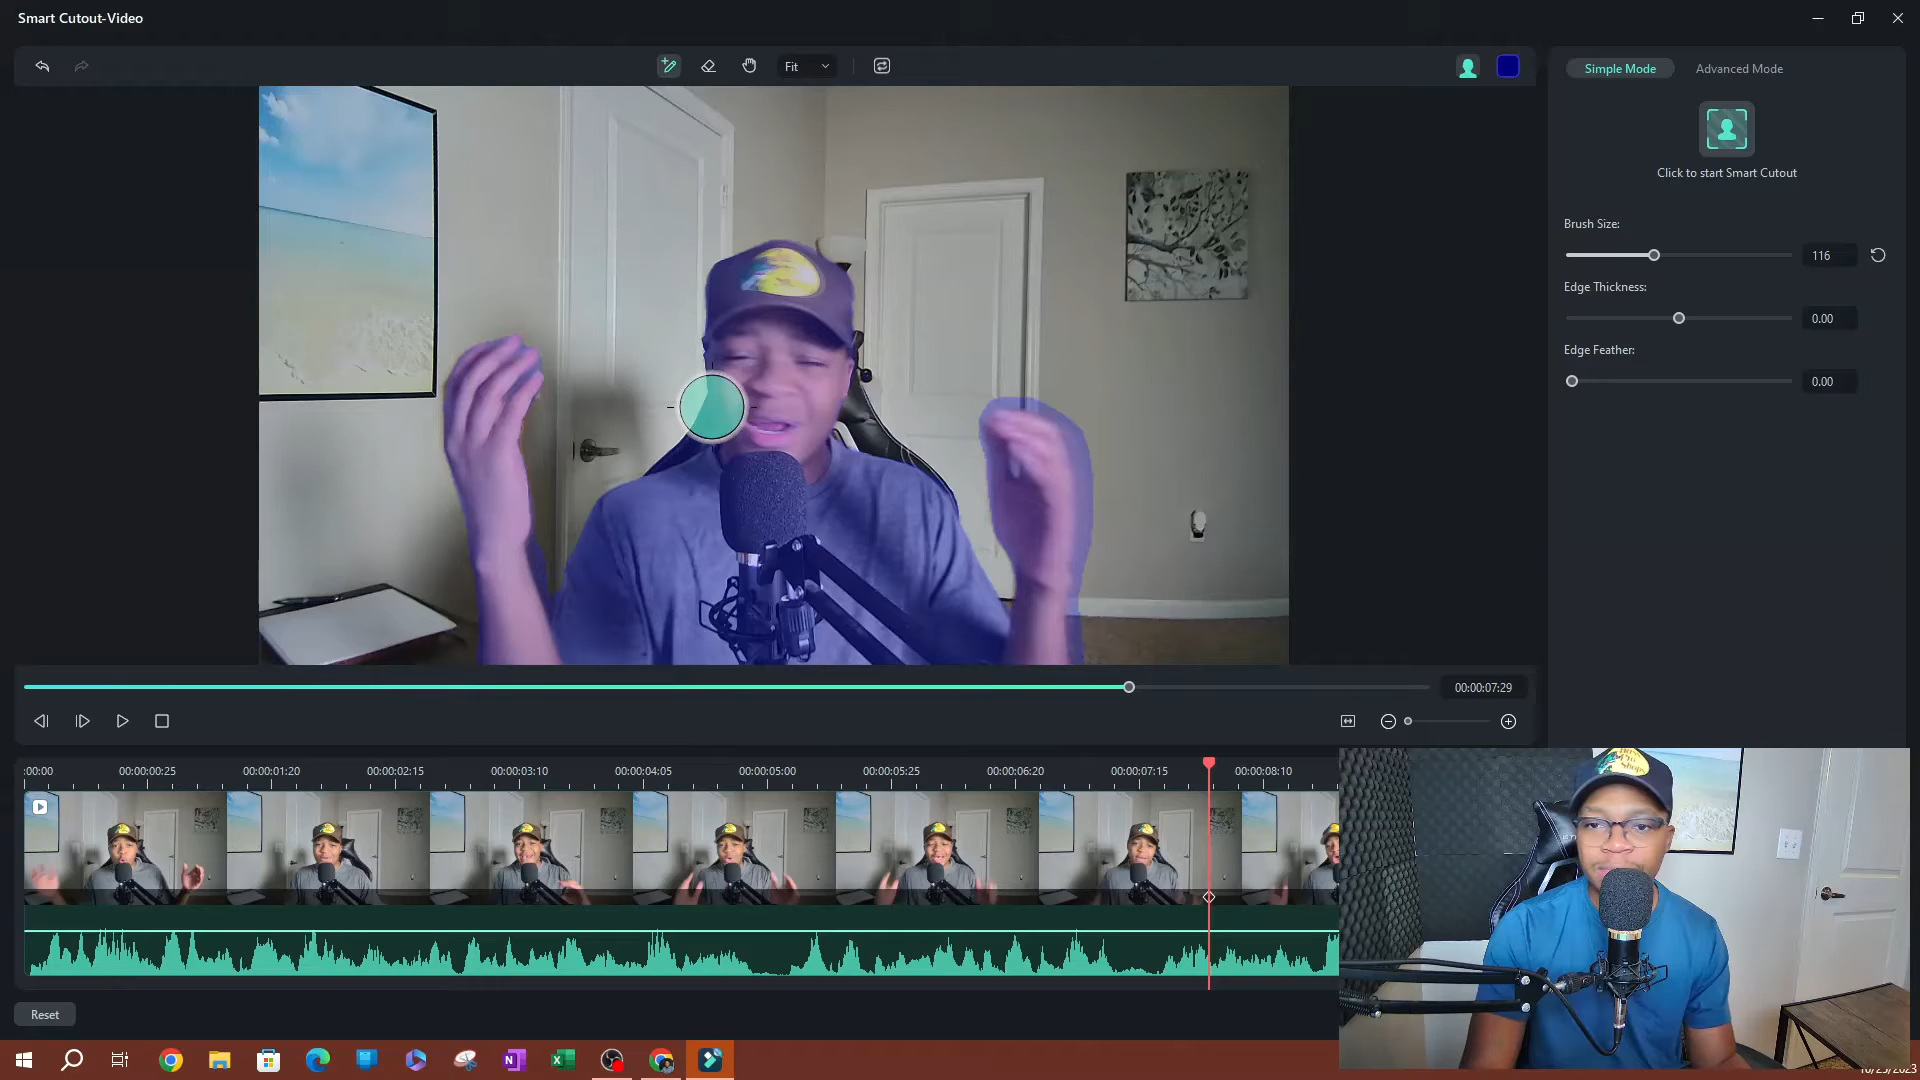 Smart Cutout-Video
Fit
Simple Mode
Advanced Mode
Click to start Smart Cutout
Brush Size:
116
Edge Thickness:
0.00
Edge Feather:
0.00
00:00:07:29
:00:00
00:00:00:25
00:00:01:20
00:00:02:15
00:00:03:10
00:00:04:05
00:00:05:00
00:00:05:25
00:00:06:20
00:00:07:15
00:00:08:10
Reset